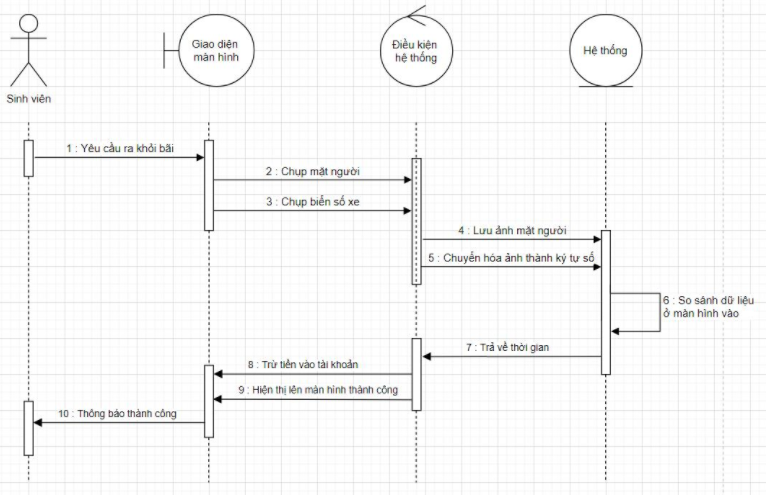 Giao diện
màn hình
Điều kiện
hệ thống
Hệ thống
Sinh viên
1 : Yêu cầu ra khỏi bãi
2 : Chụp mặt người
3 : Chụp biển số xe
4 : Lưu ảnh mặt người
5 : Chuyển hóa ảnh thành ký tự số
6 : So sánh dữ liệu
ở màn hình vào
7 : Trả về thời gian
8 : Trừ tiền vào tài khoản
9 : Hiện thị lên màn hình thành công
10 : Thông báo thành công